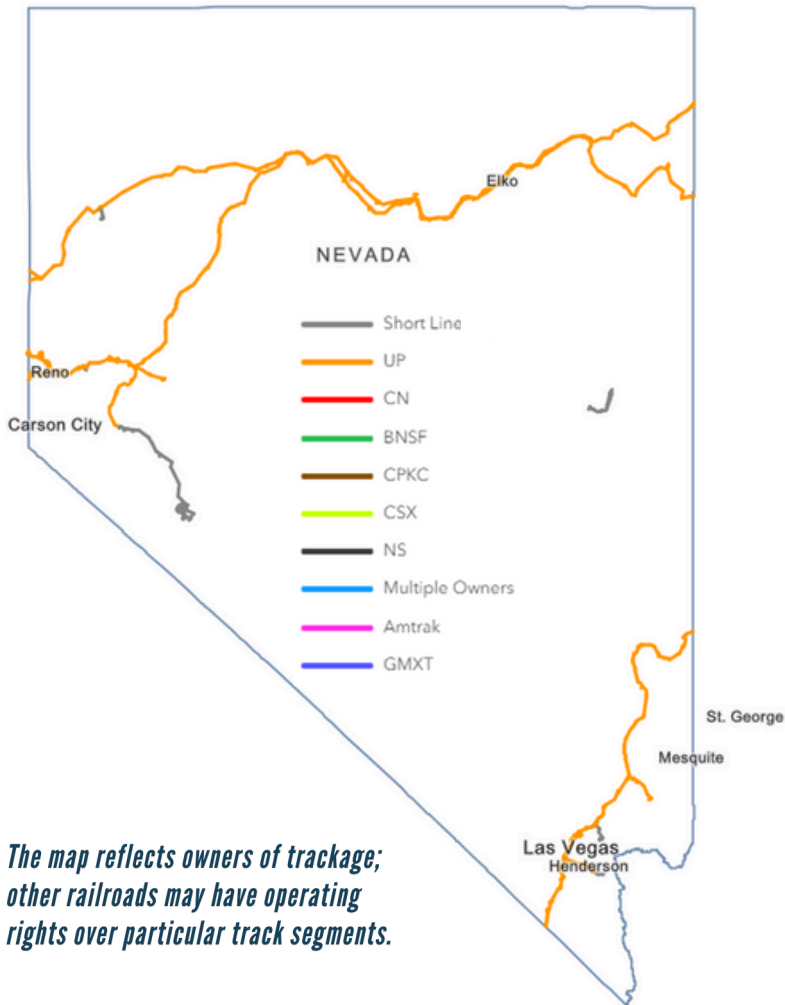 Elko
NEVADA
Short Line
UP
Reno
CN
Carson City
BNSF
CPKC
CSX
NS
Multiple Owners
Amtrak
GMXT
St. George
Mesquite
Las Vegas
Henderson
The map reflects owners of trackage;
other railroads may have operating
rights over particular track segments.